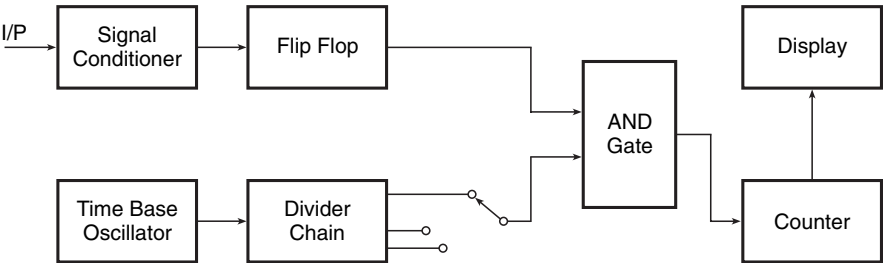 I/P
Signal
Conditioner
Flip Flop
Display
AND
Gate
Time Base
Oscillator
Divider
Chain
Counter